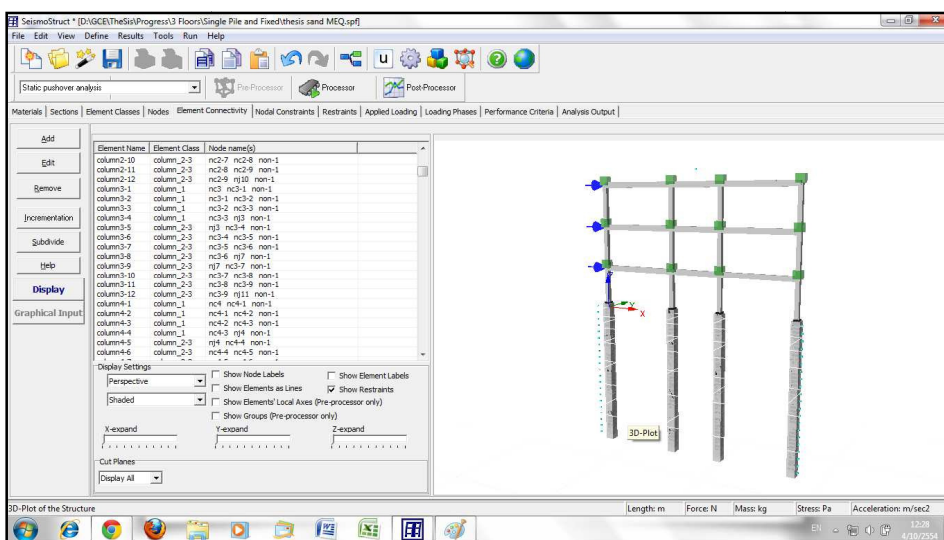 SeismoStruct * [D:\GCE\TheSis\Progress\3 Floors\Single Pile and Fixed\thesis sand MEQ.spf]
File Edit View Define Results Tools Run Help
u
Static pushover analysis Pre-Processor Processor Post-Processor
Materials | Sections | Element Classes | Nodes Element Connectivity | Nodal Constraints | Restraints | Applied Loading | Loading Phases | Performance Criteria | Analysis Output |
Add
Edit
Remove
Incrementation
Subdivide
Help
Display
Graphical Input
Element Name Element Class Node name(s)
column2-10 column_2-3 nc2-7 nc2-8 non-1
column2-11 column_2-3 nc2-8 nc2-9 non-1
column2-12 column_2-3 nc2-9 nj10 non-1
column3-1 column_1 nc3 nc3-1 non-1
column3-2 column_1 nc3-1 nc3-2 non-1
column3-3 column_1 nc3-2 nc3-3 non-1
column3-4 column_1 nc3-3 nj3 non-1
column3-5 column_2-3 nj3 nc3-4 non-1
column3-6 column_2-3 nc3-4 nc3-5 non-1
column3-7 column_2-3 nc3-5 nc3-6 non-1
column3-8 column_2-3 nc3-6 nj7 non-1
column3-9 column_2-3 nj7 nc3-7 non-1
column3-10 column_2-3 nc3-7 nc3-8 non-1
column3-11 column_2-3 nc3-8 nc3-9 non-1
column3-12 column_2-3 nc3-9 nj11 non-1
column4-1 column_1 nc4 nc4-1 non-1
column4-2 column_1 nc4-1 nc4-2 non-1
column4-3 column_1 nc4-2 nc4-3 non-1
column4-4 column_1 nc4-3 nj4 non-1
column4-5 column_2-3 nj4 nc4-4 non-1
column4-6 column_2-3 nc4-4 nc4-5 non-1
Display Settings
Perspective
Shaded
Show Node Labels
Show Elements as Lines
Show Elements' Local Axes (Pre-processor only)
Show Groups (Pre-processor only)
Show Element Labels
Show Restraints
X-expand Y-expand Z-expand
Cut Planes
Display All
Y
X
3D-Plot
3D-Plot of the Structure Length: m Force: N Mass: kg Stress: Pa Acceleration: m/sec2
EN 12:28
4/10/2554